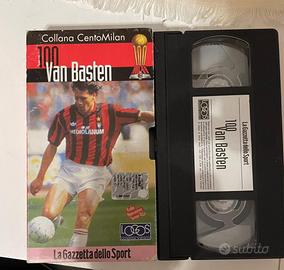 Collana CentoMilan
100
Van Basten
MEDIOLANUM
La Gazzetta dello Sport
LOGOS
La Gazzetta dello Sport
100
Van Basten
LOGOS
subito